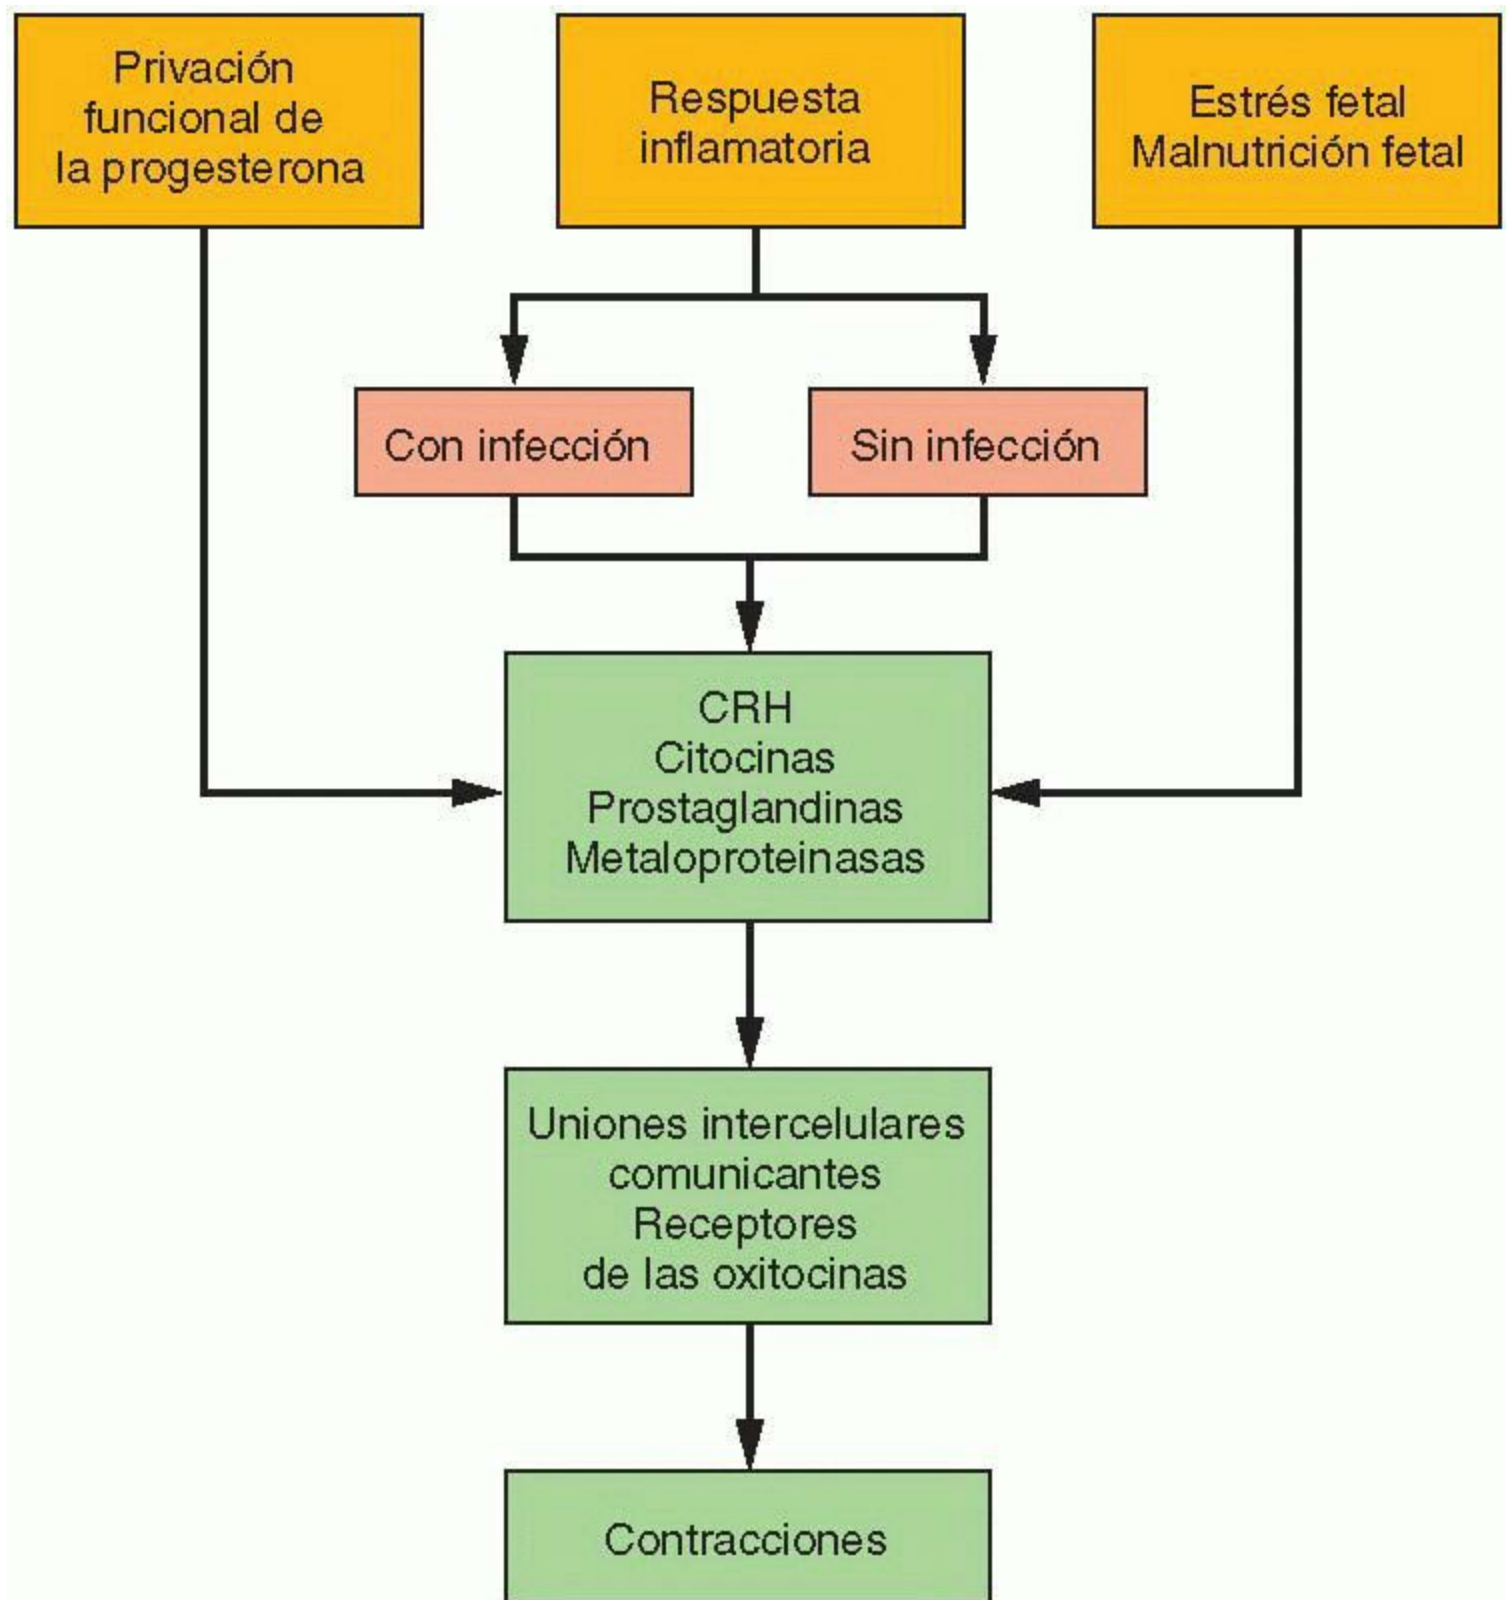 Privación
funcional de
la progesterona
Respuesta
inflamatoria
Estrés fetal
Malnutrición fetal
Con infección
Sin infección
CRH
Citocinas
Prostaglandinas
Metaloproteinasas
Uniones intercelulares
comunicantes
Receptores
de las oxitocinas
Contracciones